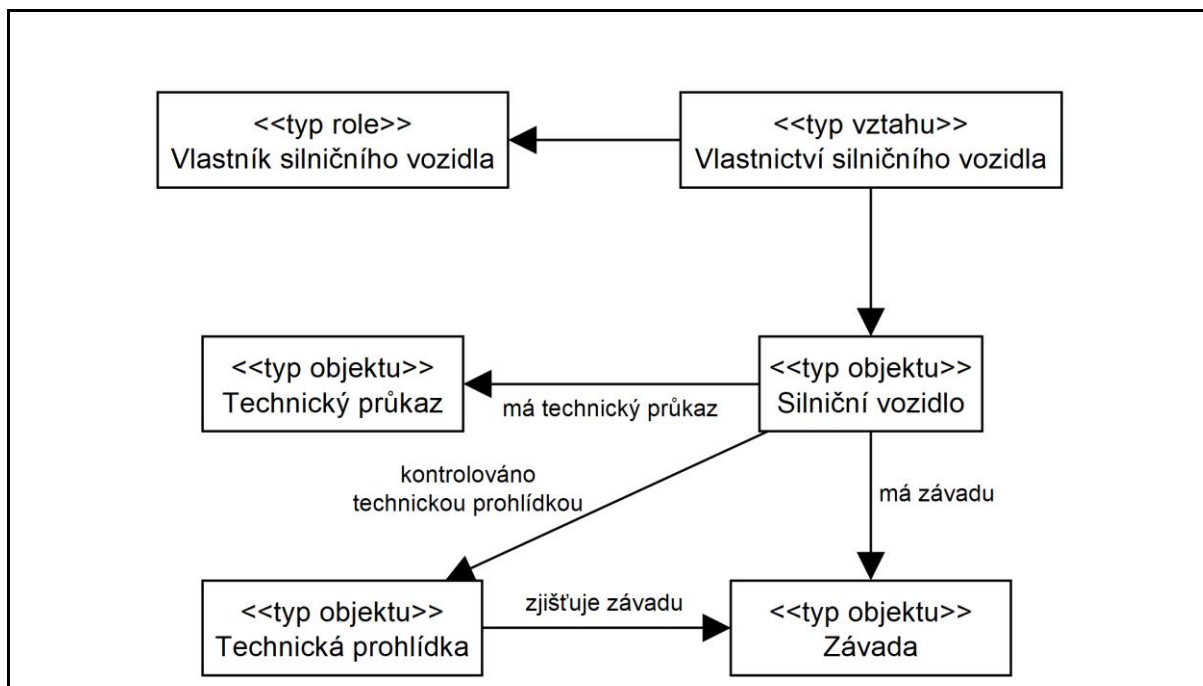 <<typ role>>
Vlastník silničního vozidla
<<typ vztahu>>
Vlastnictví silničního vozidla
<<typ objektu>>
Technický průkaz
má technický průkaz
<<typ objektu>>
Silniční vozidlo
kontrolováno
technickou prohlídkou
má závadu
<<typ objektu>>
Technická prohlídka
zjišťuje závadu
<<typ objektu>>
Závada